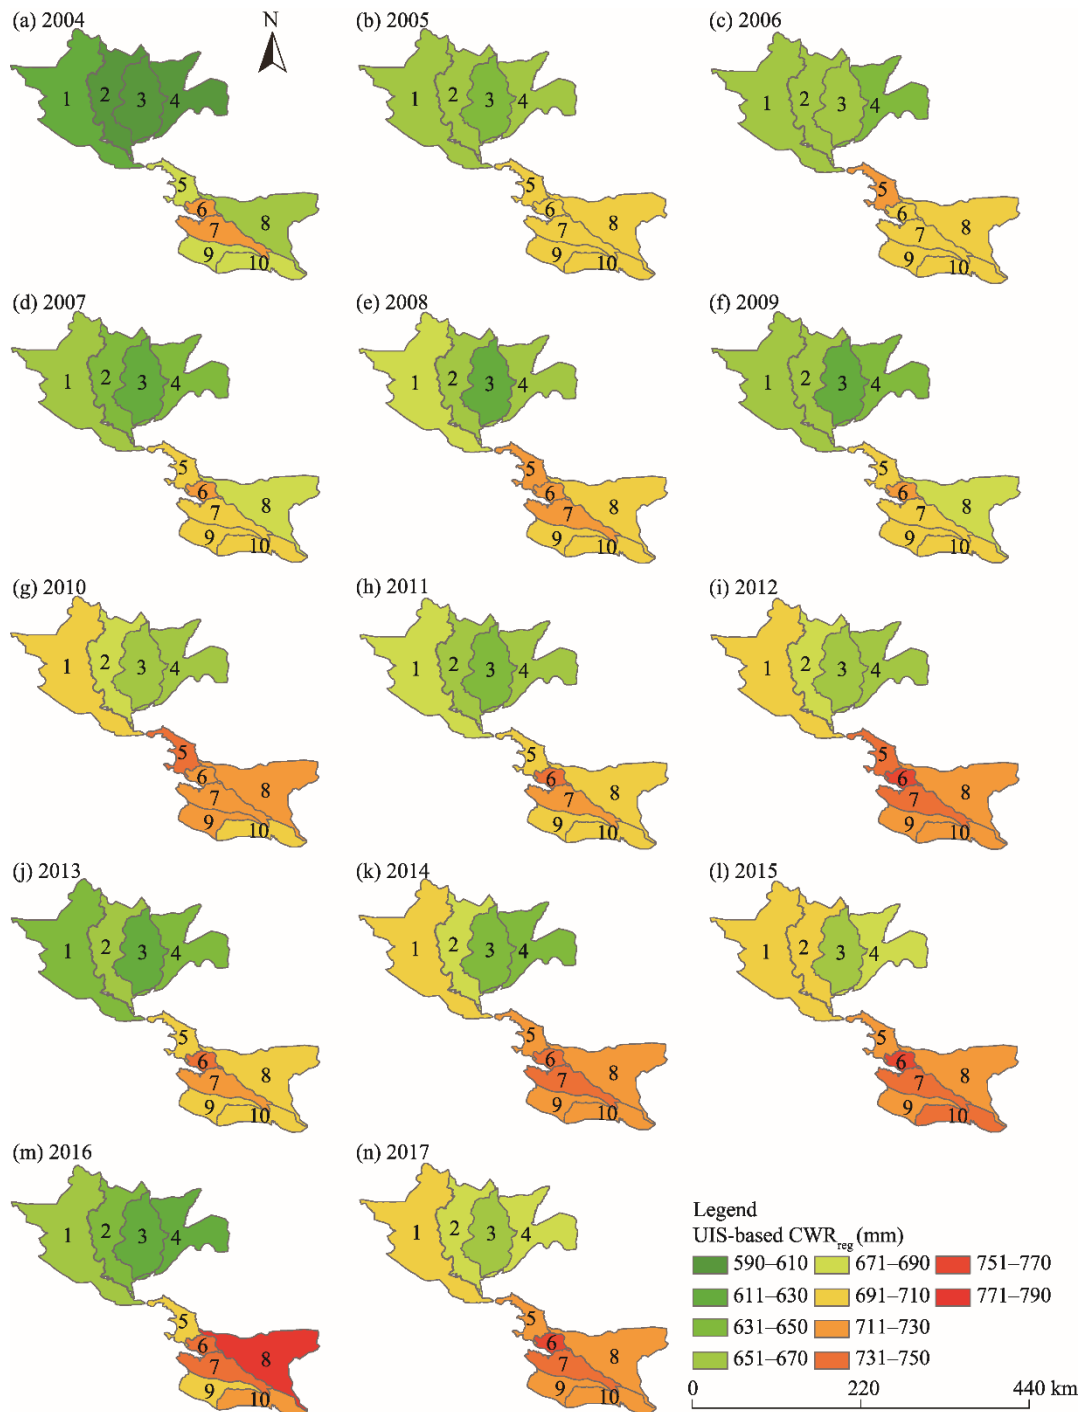 (a) 2004
N
(b) 2005
(c) 2006
1 2 3 4
5
6
7
8
9
10
1 2 3 4
5
6
7
8
9
10
1 2 3 4
5
6
7
8
9
10
(d) 2007
(e) 2008
(f) 2009
1 2 3 4
5
6
7
8
9
10
1 2 3 4
5
6
7
8
9
10
1 2 3 4
5
6
7
8
9
10
(g) 2010
(h) 2011
(i) 2012
1 2 3 4
5
6
7
8
9
10
1 2 3 4
5
6
7
8
9
10
1 2 3 4
5
6
7
8
9
10
(j) 2013
(k) 2014
(l) 2015
1 2 3 4
5
6
7
8
9
10
1 2 3 4
5
6
7
8
9
10
1 2 3 4
5
6
7
8
9
10
(m) 2016
(n) 2017
1 2 3 4
5
6
7
8
9
10
1 2 3 4
5
6
7
8
9
10
Legend
UIS-based CWRreg (mm)
590–610 671–690 751–770
611–630 691–710 771–790
631–650 711–730
651–670 731–750
0 220 440 km